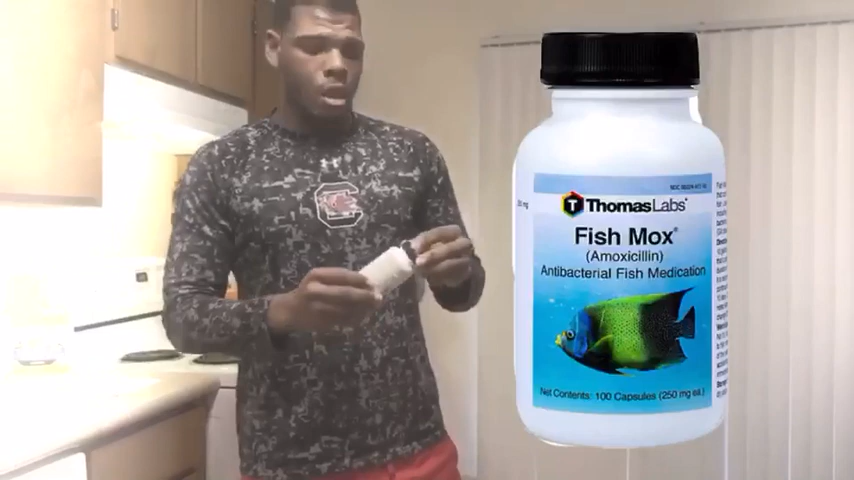 ThomasLabs®
Fish Mox®
(Amoxicillin)
Antibacterial Fish Medication
Net Contents: 100 Capsules (250 mg ea.)